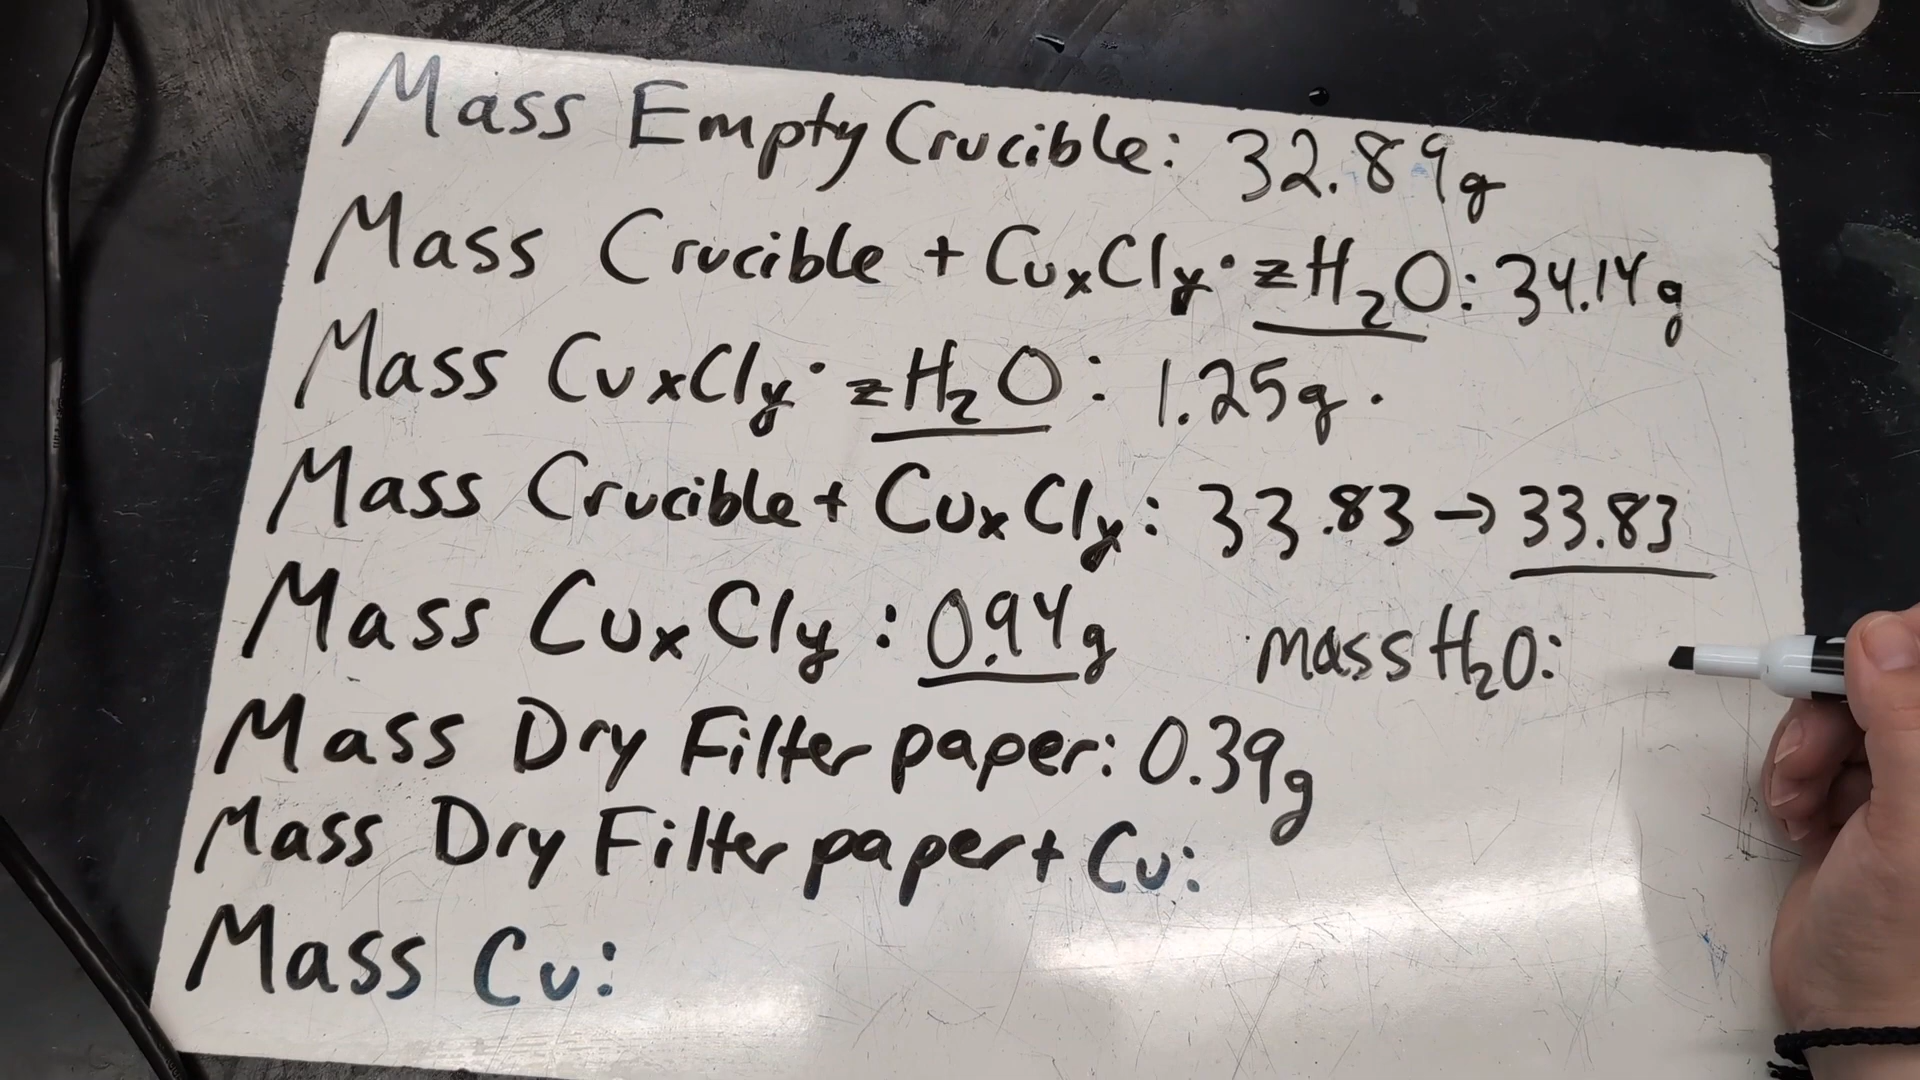 Mass Empty Crucible: 32.89g
Mass Crucible + CuxCly·zH2O: 34.14g
Mass CuxCly·zH2O: 1.25g.
Mass Crucible + CuxCly: 33.83 → 33.83
Mass CuxCly: 0.94g mass H2O:
Mass Dry Filter paper: 0.39g
Mass Dry Filter paper + Cu:
Mass Cu: